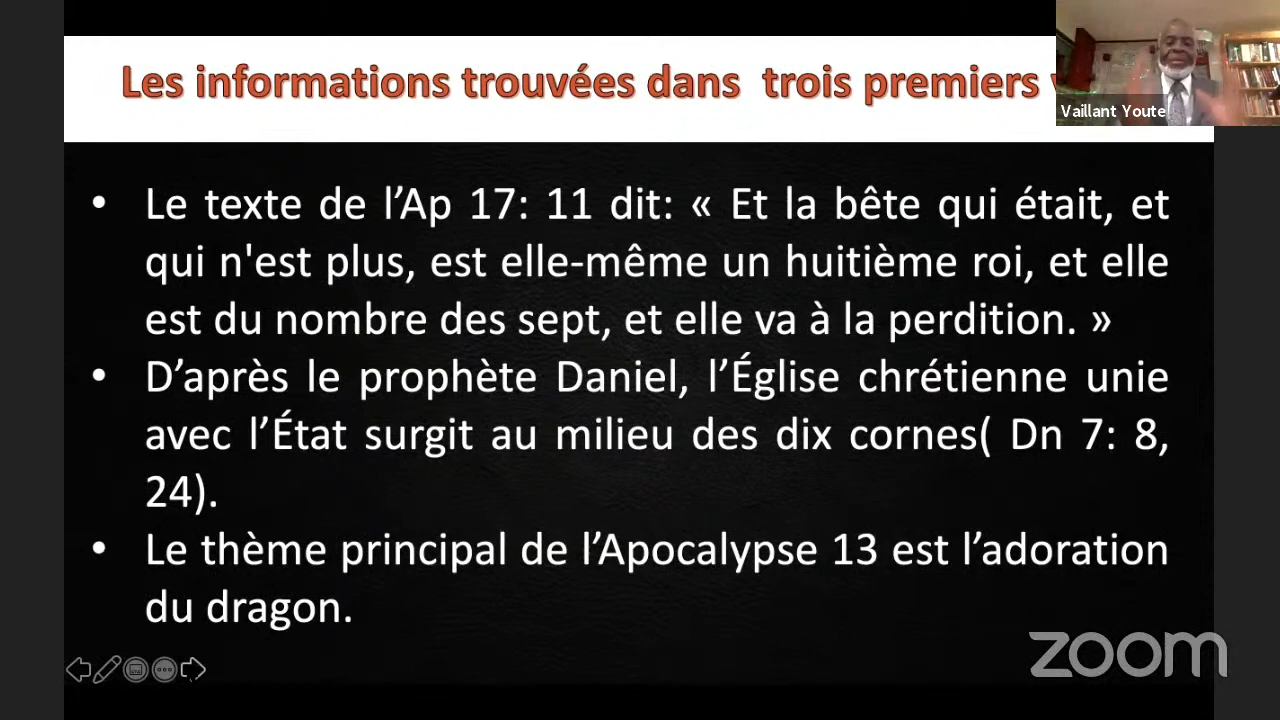 Les informations trouvées dans trois premiers
Vaillant Youte
• Le texte de l’Ap 17: 11 dit: « Et la bête qui était, et
qui n'est plus, est elle-même un huitième roi, et elle
est du nombre des sept, et elle va à la perdition. »
• D’après le prophète Daniel, l’Église chrétienne unie
avec l’État surgit au milieu des dix cornes( Dn 7: 8,
24).
• Le thème principal de l’Apocalypse 13 est l’adoration
du dragon.
zoom